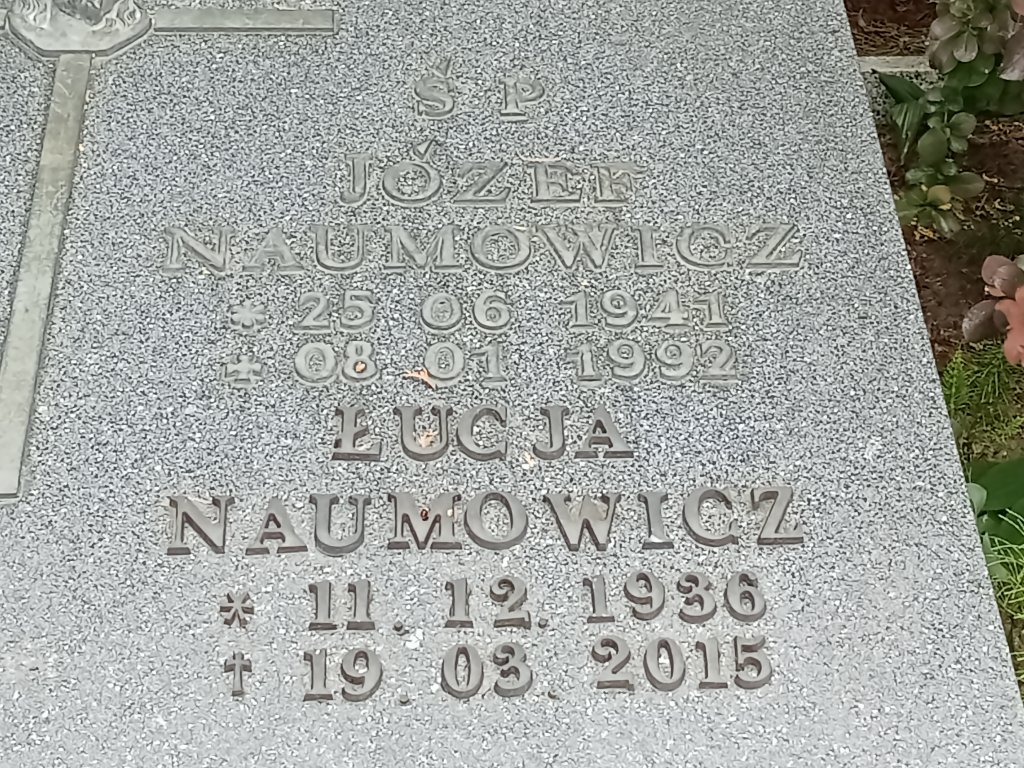 Ś P
JÓZEF
NAUMOWICZ
* 25 06 1941
✝ 08 01 1992
ŁUCJA
NAUMOWICZ
* 11. 12. 1936
† 19. 03. 2015